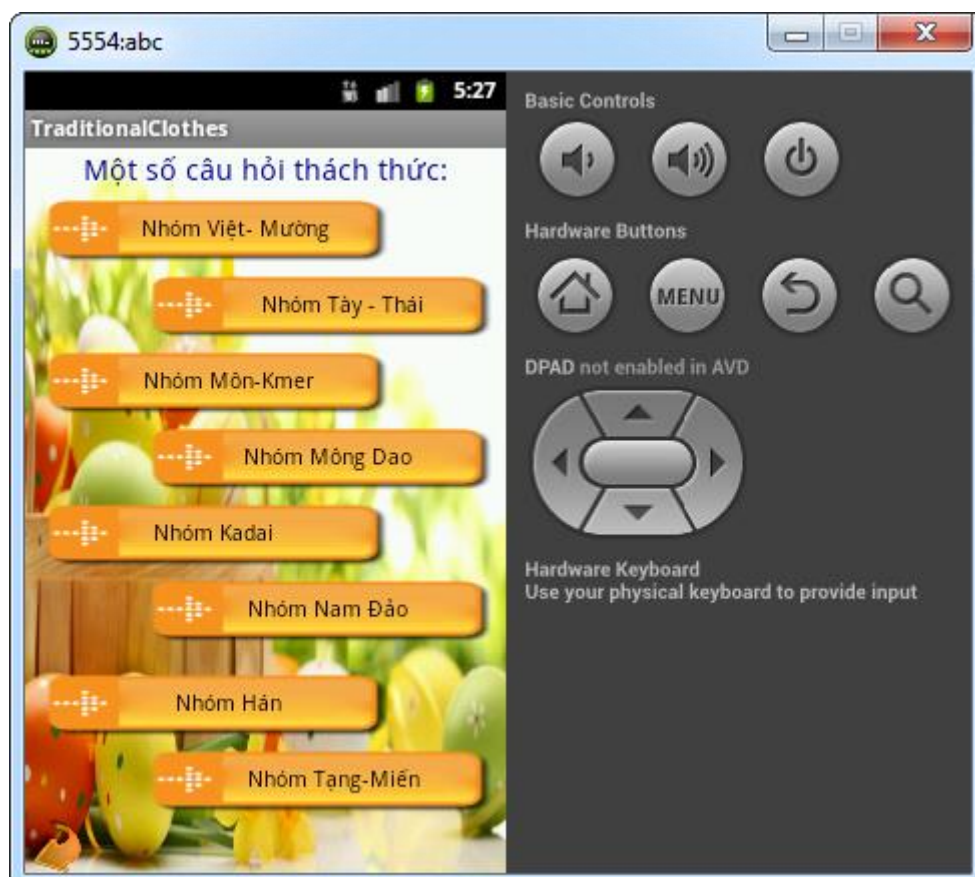 5554:abc
5:27
TraditionalClothes
Một số câu hỏi thách thức:
Nhóm Việt- Mường
Nhóm Tày - Thái
Nhóm Môn-Kmer
Nhóm Mông Dao
Nhóm Kadai
Nhóm Nam Đảo
Nhóm Hán
Nhóm Tạng-Miến
Basic Controls
Hardware Buttons
MENU
DPAD not enabled in AVD
Hardware Keyboard
Use your physical keyboard to provide input